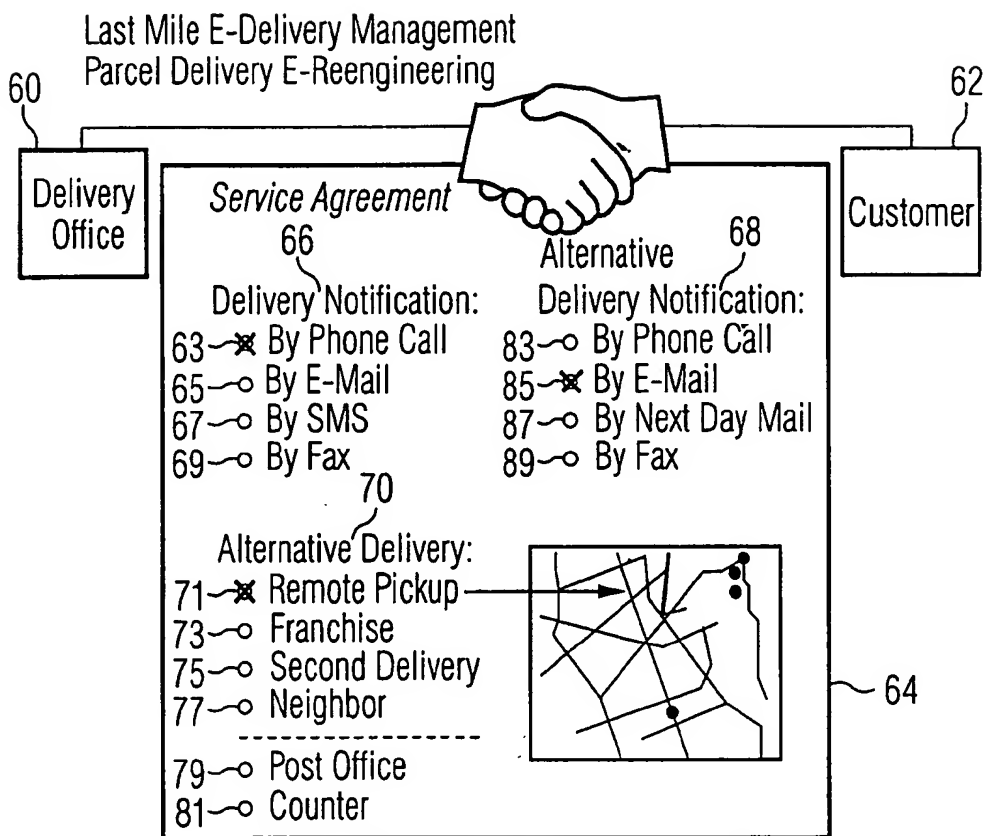 Last Mile E-Delivery Management
Parcel Delivery E-Reengineering
60
62
Delivery
Office
Customer
Service Agreement
66
68
Alternative
Delivery Notification:
63 By Phone Call
65 By E-Mail
67 By SMS
69 By Fax
Delivery Notification:
83 By Phone Call
85 By E-Mail
87 By Next Day Mail
89 By Fax
70
Alternative Delivery:
71 Remote Pickup
73 Franchise
75 Second Delivery
77 Neighbor
79 Post Office
81 Counter
64